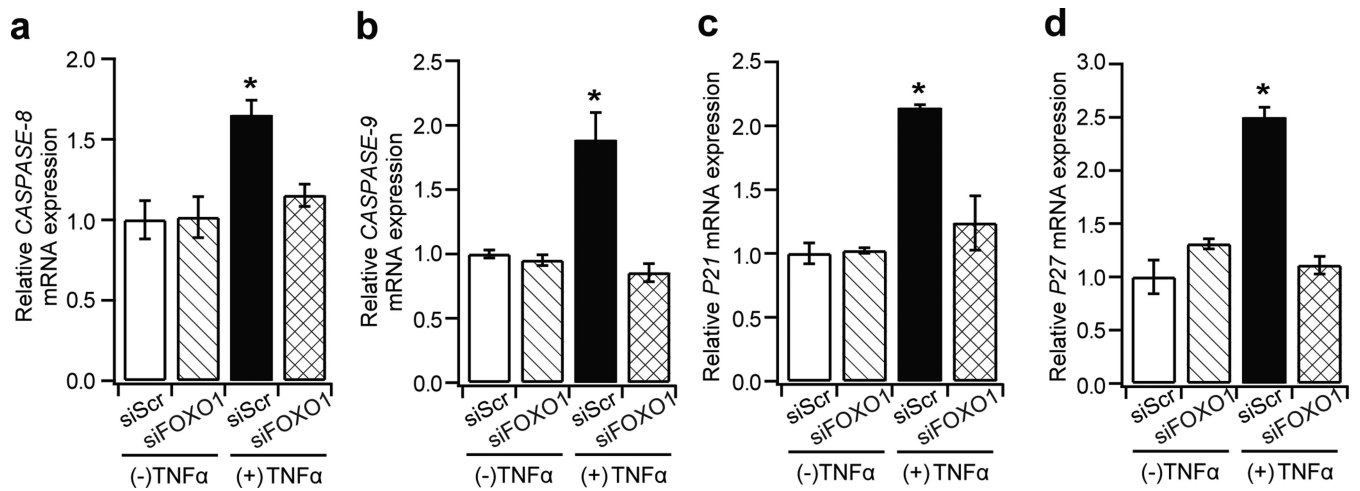 a
Relative CASPASE-8
mRNA expression
2.0
1.5
1.0
0.5
0.0
*
siScr
siFOXO1
siScr
siFOXO1
(-)TNFα
(+)TNFα
b
Relative CASPASE-9
mRNA expression
2.5
2.0
1.5
1.0
0.5
0.0
*
siScr
siFOXO1
siScr
siFOXO1
(-)TNFα
(+)TNFα
c
Relative P21 mRNA expression
2.5
2.0
1.5
1.0
0.5
0.0
*
siScr
siFOXO1
siScr
siFOXO1
(-)TNFα
(+)TNFα
d
Relative P27 mRNA expression
3.0
2.5
2.0
1.5
1.0
0.5
0.0
*
siScr
siFOXO1
siScr
siFOXO1
(-)TNFα
(+)TNFα